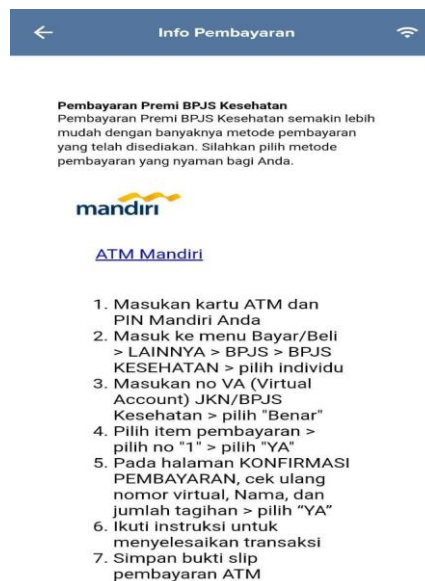 Info Pembayaran
Pembayaran Premi BPJS Kesehatan
Pembayaran Premi BPJS Kesehatan semakin lebih
mudah dengan banyaknya metode pembayaran
yang telah disediakan. Silahkan pilih metode
pembayaran yang nyaman bagi Anda.
mandırı
ATM Mandiri
1. Masukan kartu ATM dan
PIN Mandiri Anda
2. Masuk ke menu Bayar/Beli
> LAINNYA > BPJS > BPJS
KESEHATAN > pilih individu
3. Masukan no VA (Virtual
Account) JKN/BPJS
Kesehatan > pilih "Benar"
4. Pilih item pembayaran >
pilih no "1" > pilih "YA"
5. Pada halaman KONFIRMASI
PEMBAYARAN, cek ulang
nomor virtual, Nama, dan
jumlah tagihan > pilih “YA”
6. Ikuti instruksi untuk
menyelesaikan transaksi
7. Simpan bukti slip
pembayaran ATM